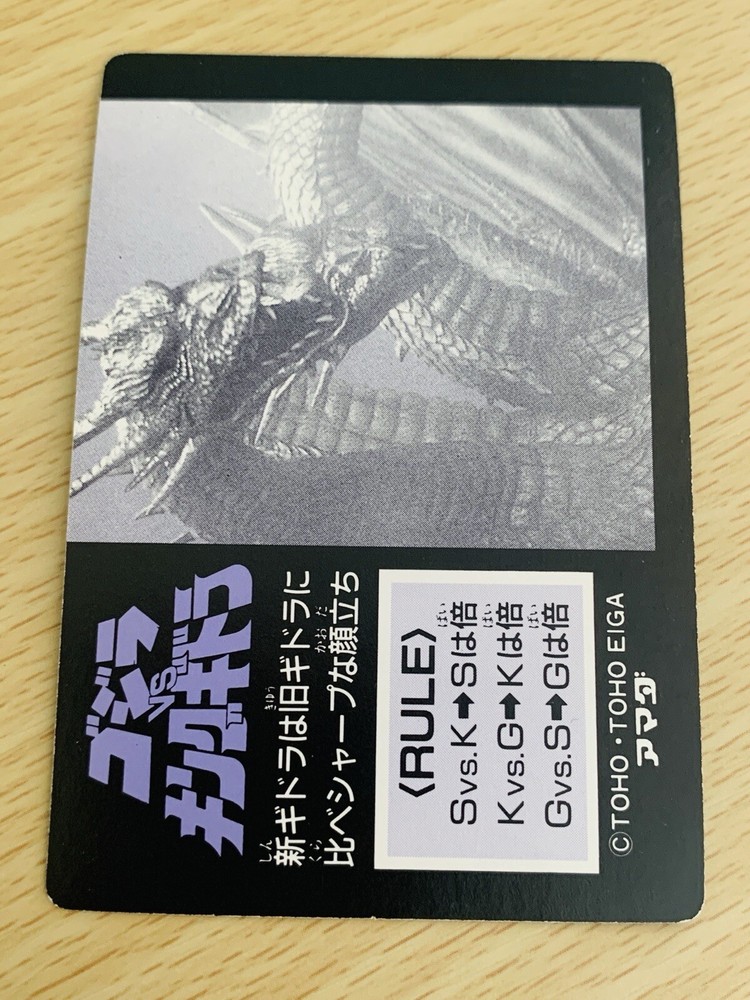 ゴジラ
VS
キングギドラ
新ギドラは旧ギドラに
比べシャープな顔立ち
〈RULE〉
Svs.K➡Sは倍
Kvs.G➡Kは倍
Gvs.S➡Gは倍
©TOHO・TOHO EIGA
アマダ